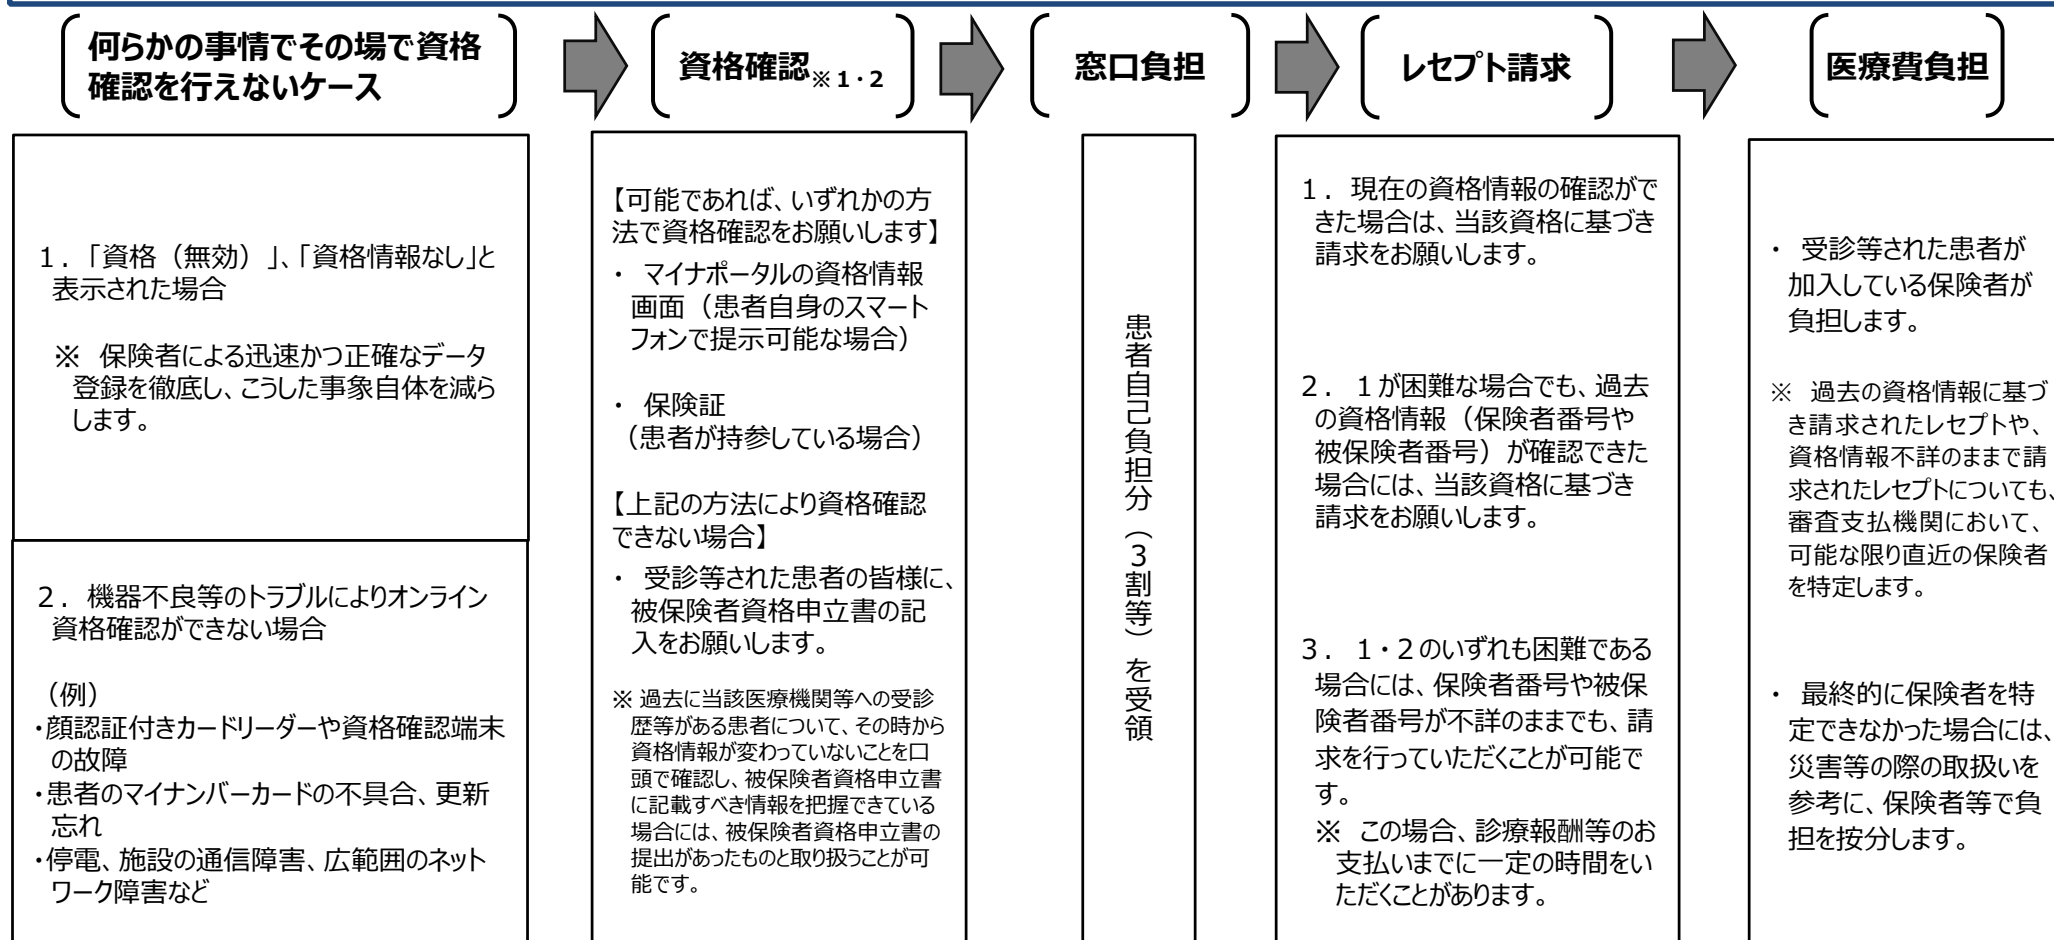 何らかの事情でその場で資格
確認を行えないケース
資格確認※１・２
窓口負担
レセプト請求
医療費負担
１．「資格（無効）」、「資格情報なし」と
表示された場合
※　保険者による迅速かつ正確なデータ
登録を徹底し、こうした事象自体を減ら
します。
２．機器不良等のトラブルによりオンライン
資格確認ができない場合
（例）
・顔認証付きカードリーダーや資格確認端末
の故障
・患者のマイナンバーカードの不具合、更新
忘れ
・停電、施設の通信障害、広範囲のネット
ワーク障害など
【可能であれば、いずれかの方
法で資格確認をお願いします】
・ マイナポータルの資格情報
画面（患者自身のスマート
フォンで提示可能な場合）
・ 保険証
（患者が持参している場合）
【上記の方法により資格確認
できない場合】
・ 受診等された患者の皆様に、
被保険者資格申立書の記
入をお願いします。
※ 過去に当該医療機関等への受診
歴等がある患者について、その時から
資格情報が変わっていないことを口
頭で確認し、被保険者資格申立書
に記載すべき情報を把握できている
場合には、被保険者資格申立書の
提出があったものと取り扱うことが可
能です。
患者自己負担分（３割等）を受領
１．現在の資格情報の確認がで
きた場合は、当該資格に基づき
請求をお願いします。
２．１が困難な場合でも、過去
の資格情報（保険者番号や
被保険者番号）が確認できた
場合には、当該資格に基づき
請求をお願いします。
３．１・２のいずれも困難である
場合には、保険者番号や被保
険者番号が不詳のままでも、請
求を行っていただくことが可能で
す。
※　この場合、診療報酬等のお
支払いまでに一定の時間をい
ただくことがあります。
・ 受診等された患者が
加入している保険者が
負担します。
※　過去の資格情報に基づ
き請求されたレセプトや、
資格情報不詳のままで請
求されたレセプトについても、
審査支払機関において、
可能な限り直近の保険者
を特定します。
・ 最終的に保険者を特
定できなかった場合には、
災害等の際の取扱いを
参考に、保険者等で負
担を按分します。